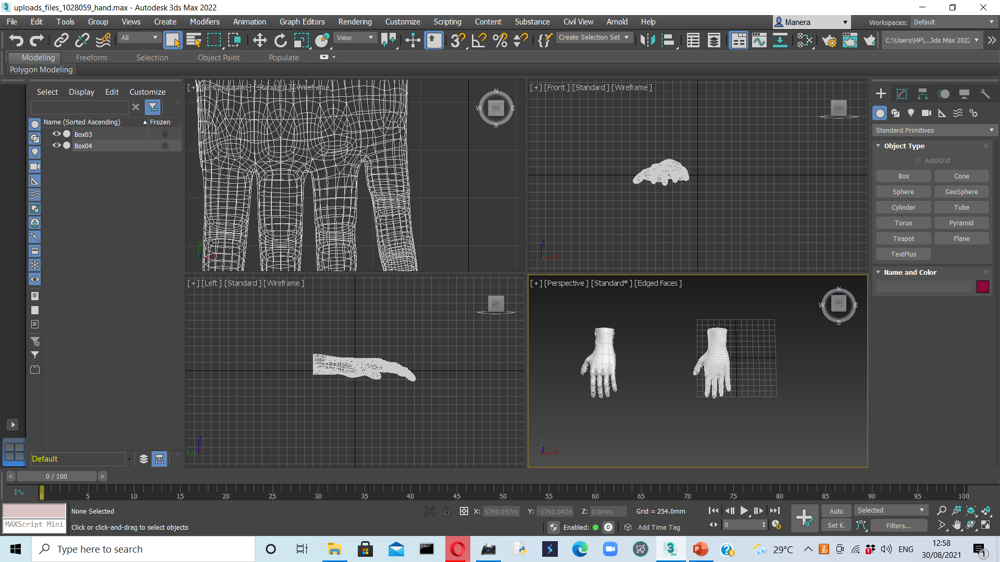 uploads_files_1028059_hand.max - Autodesk 3ds Max 2022
File Edit Tools Group Views Create Modifiers Animation Graph Editors Rendering Customize Scripting Content Substance Civil View Arnold Help
Manera
Workspaces: Default
All
View
Create Selection Set
C:\Users\HP\...3ds Max 2022
Modeling Freeform Selection Object Paint Populate
Polygon Modeling
Select Display Edit Customize
Name (Sorted Ascending) Frozen
Box03
Box04
Default
[+] [Orthographic] [Standard] [Wireframe]
N
W TOP E
S
[+] [Front ] [Standard ] [Wireframe ]
FRONT
[+] [Left ] [Standard ] [Wireframe ]
LEFT
[+] [Perspective ] [Standard* ] [Edged Faces ]
N
W TOP E
S
y
z x
z
y x
z
y x
y
z x
Standard Primitives
Object Type
AutoGrid
Box Cone
Sphere GeoSphere
Cylinder Tube
Torus Pyramid
Teapot Plane
TextPlus
Name and Color
< 0 / 100 >
0 5 10 15 20 25 30 35 40 45 50 55 60 65 70 75 80 85 90 95 100
None Selected
MAXScript Mini
Click or click-and-drag to select objects
X: 5769.057m Y: -1761.043m Z: 0.0mm Grid = 254.0mm
Enabled: 0 Add Time Tag
0
Auto Selected
Set K. Filters...
Type here to search
29°C ENG
12:58
30/08/2021
1